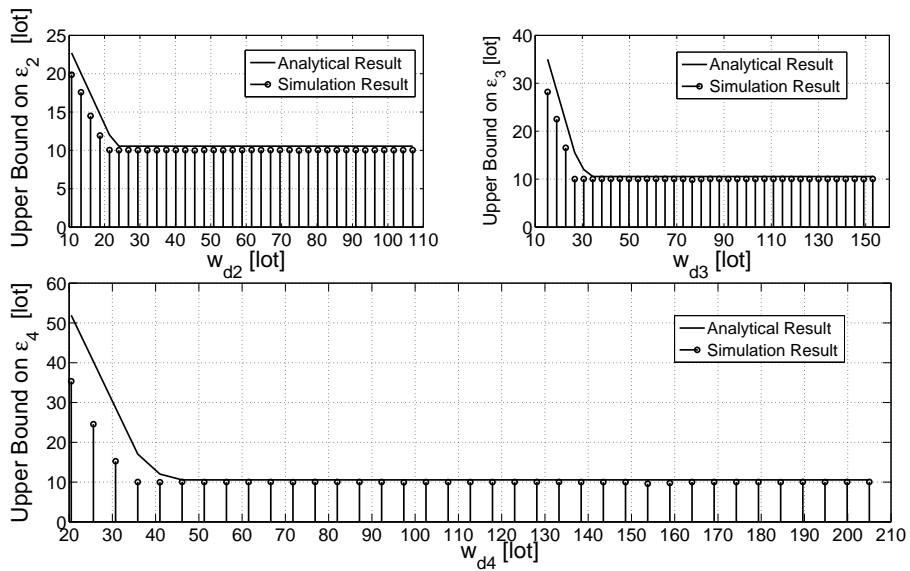 Upper Bound on ε2 [lot]
25
20
15
10
5
0
Analytical Result
Simulation Result
10 20 30 40 50 60 70 80 90 100 110
wd2 [lot]
Upper Bound on ε3 [lot]
40
30
20
10
0
Analytical Result
Simulation Result
10 30 50 70 90 110 130 150
wd3 [lot]
Upper Bound on ε4 [lot]
60
50
40
30
20
10
0
Analytical Result
Simulation Result
20 30 40 50 60 70 80 90 100 110 120 130 140 150 160 170 180 190 200 210
wd4 [lot]